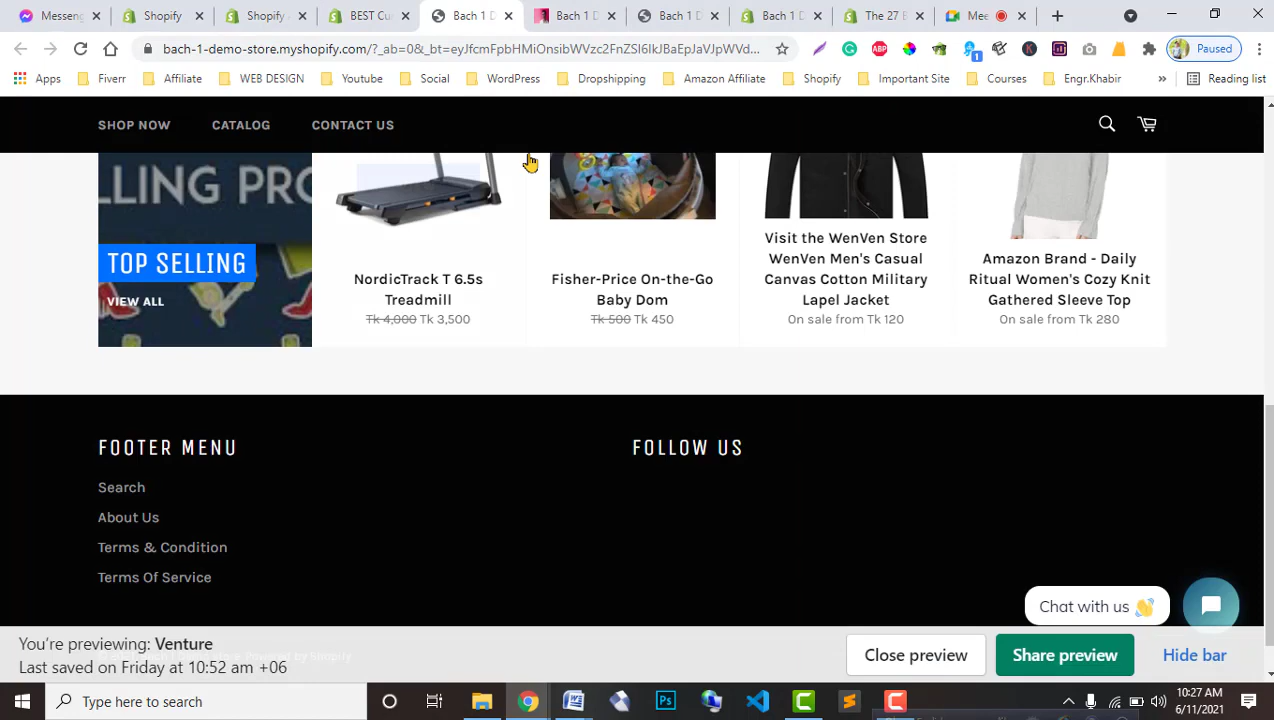 Messeng
Shopify
Shopify
BEST Cu
Bach 1 D
Bach 1 D
Bach 1 D
Bach 1 D
The 27 B
Mee
bach-1-demo-store.myshopify.com/?_ab=0&_bt=eyJfcmFpbHMiOnsibWVzc2FnZSI6IkJBaEpJaVJpWVd...
ABP
1
K
Paused
Apps
Fiverr
Affiliate
WEB DESIGN
Youtube
Social
WordPress
Dropshipping
Amazon Affiliate
Shopify
Important Site
Courses
Engr.Khabir
»
Reading list
SHOP NOW
CATALOG
CONTACT US
LLING PRO
TOP SELLING
VIEW ALL
NordicTrack T 6.5s
Treadmill
Tk 4,000 Tk 3,500
Fisher-Price On-the-Go
Baby Dom
Tk 500 Tk 450
Visit the WenVen Store
WenVen Men's Casual
Canvas Cotton Military
Lapel Jacket
On sale from Tk 120
Amazon Brand - Daily
Ritual Women's Cozy Knit
Gathered Sleeve Top
On sale from Tk 280
FOOTER MENU
FOLLOW US
Search
About Us
Terms & Condition
Terms Of Service
Chat with us 👋
You're previewing: Venture
Last saved on Friday at 10:52 am +06
Powered by Shopify
Close preview
Share preview
Hide bar
Type here to search
Ps
10:27 AM
6/11/2021